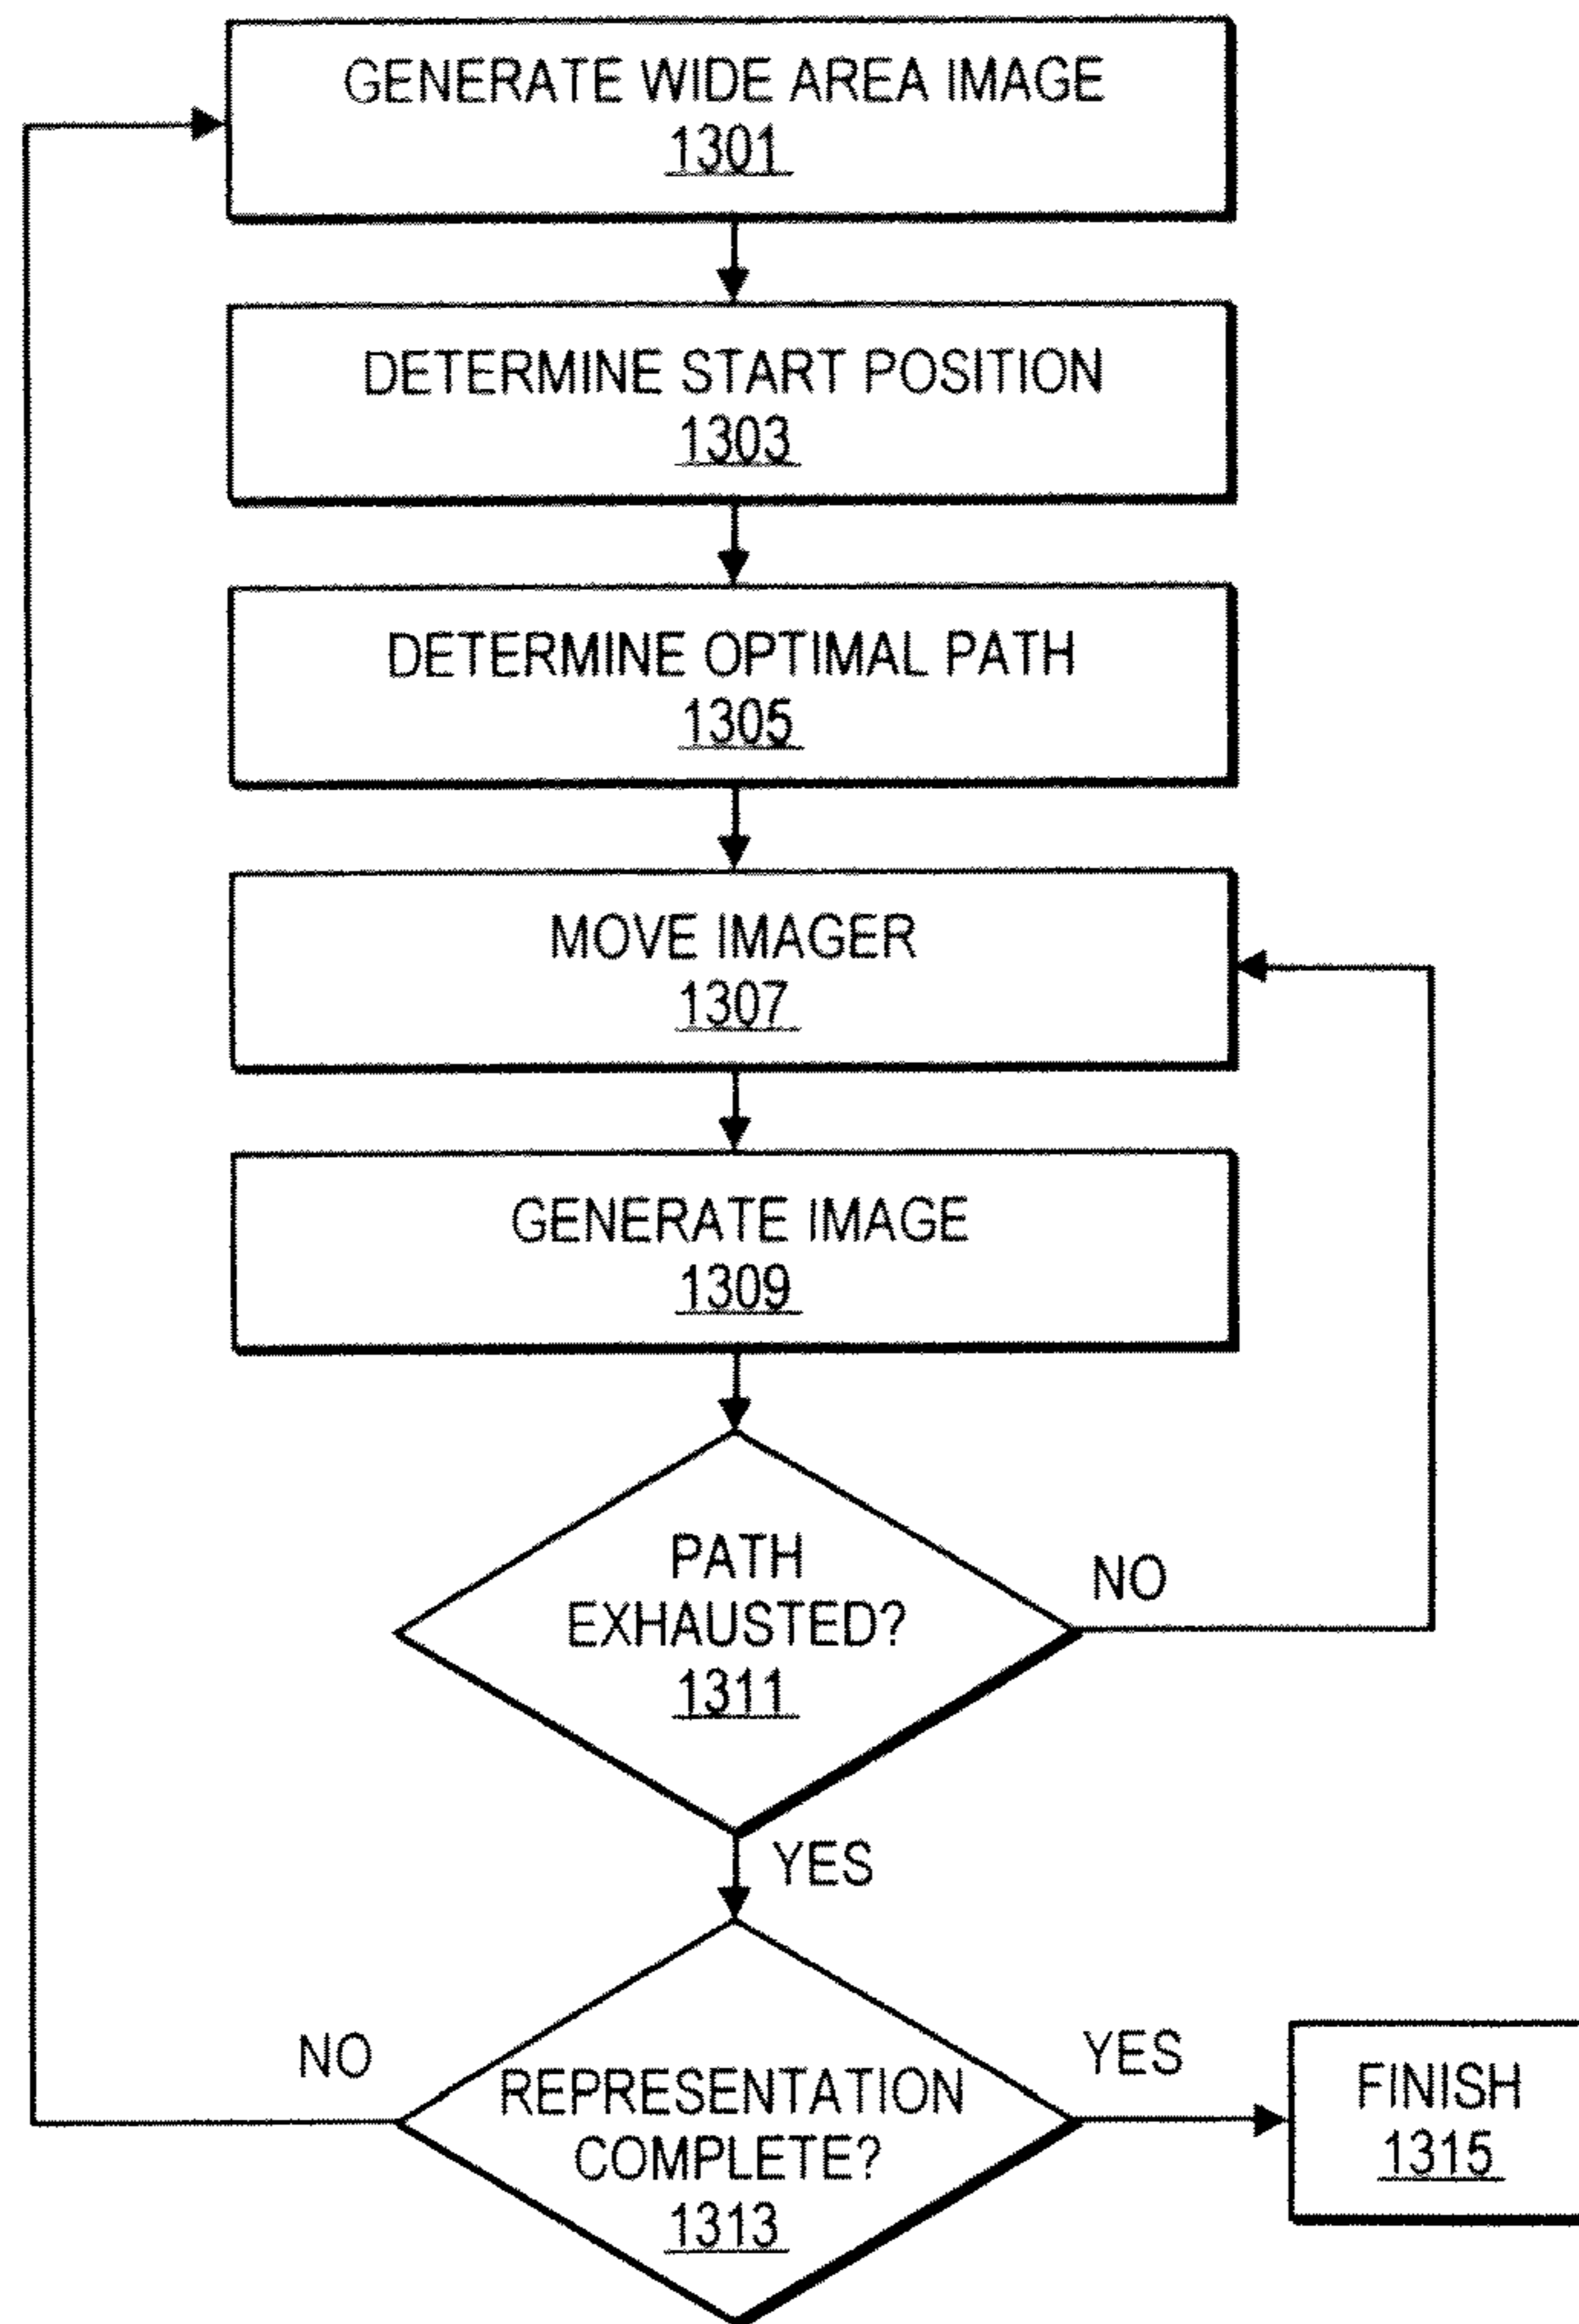 GENERATE WIDE AREA IMAGE
1301
DETERMINE START POSITION
1303
DETERMINE OPTIMAL PATH
1305
MOVE IMAGER
1307
GENERATE IMAGE
1309
PATH
EXHAUSTED?
1311
NO
YES
NO
REPRESENTATION
COMPLETE?
1313
YES
FINISH
1315